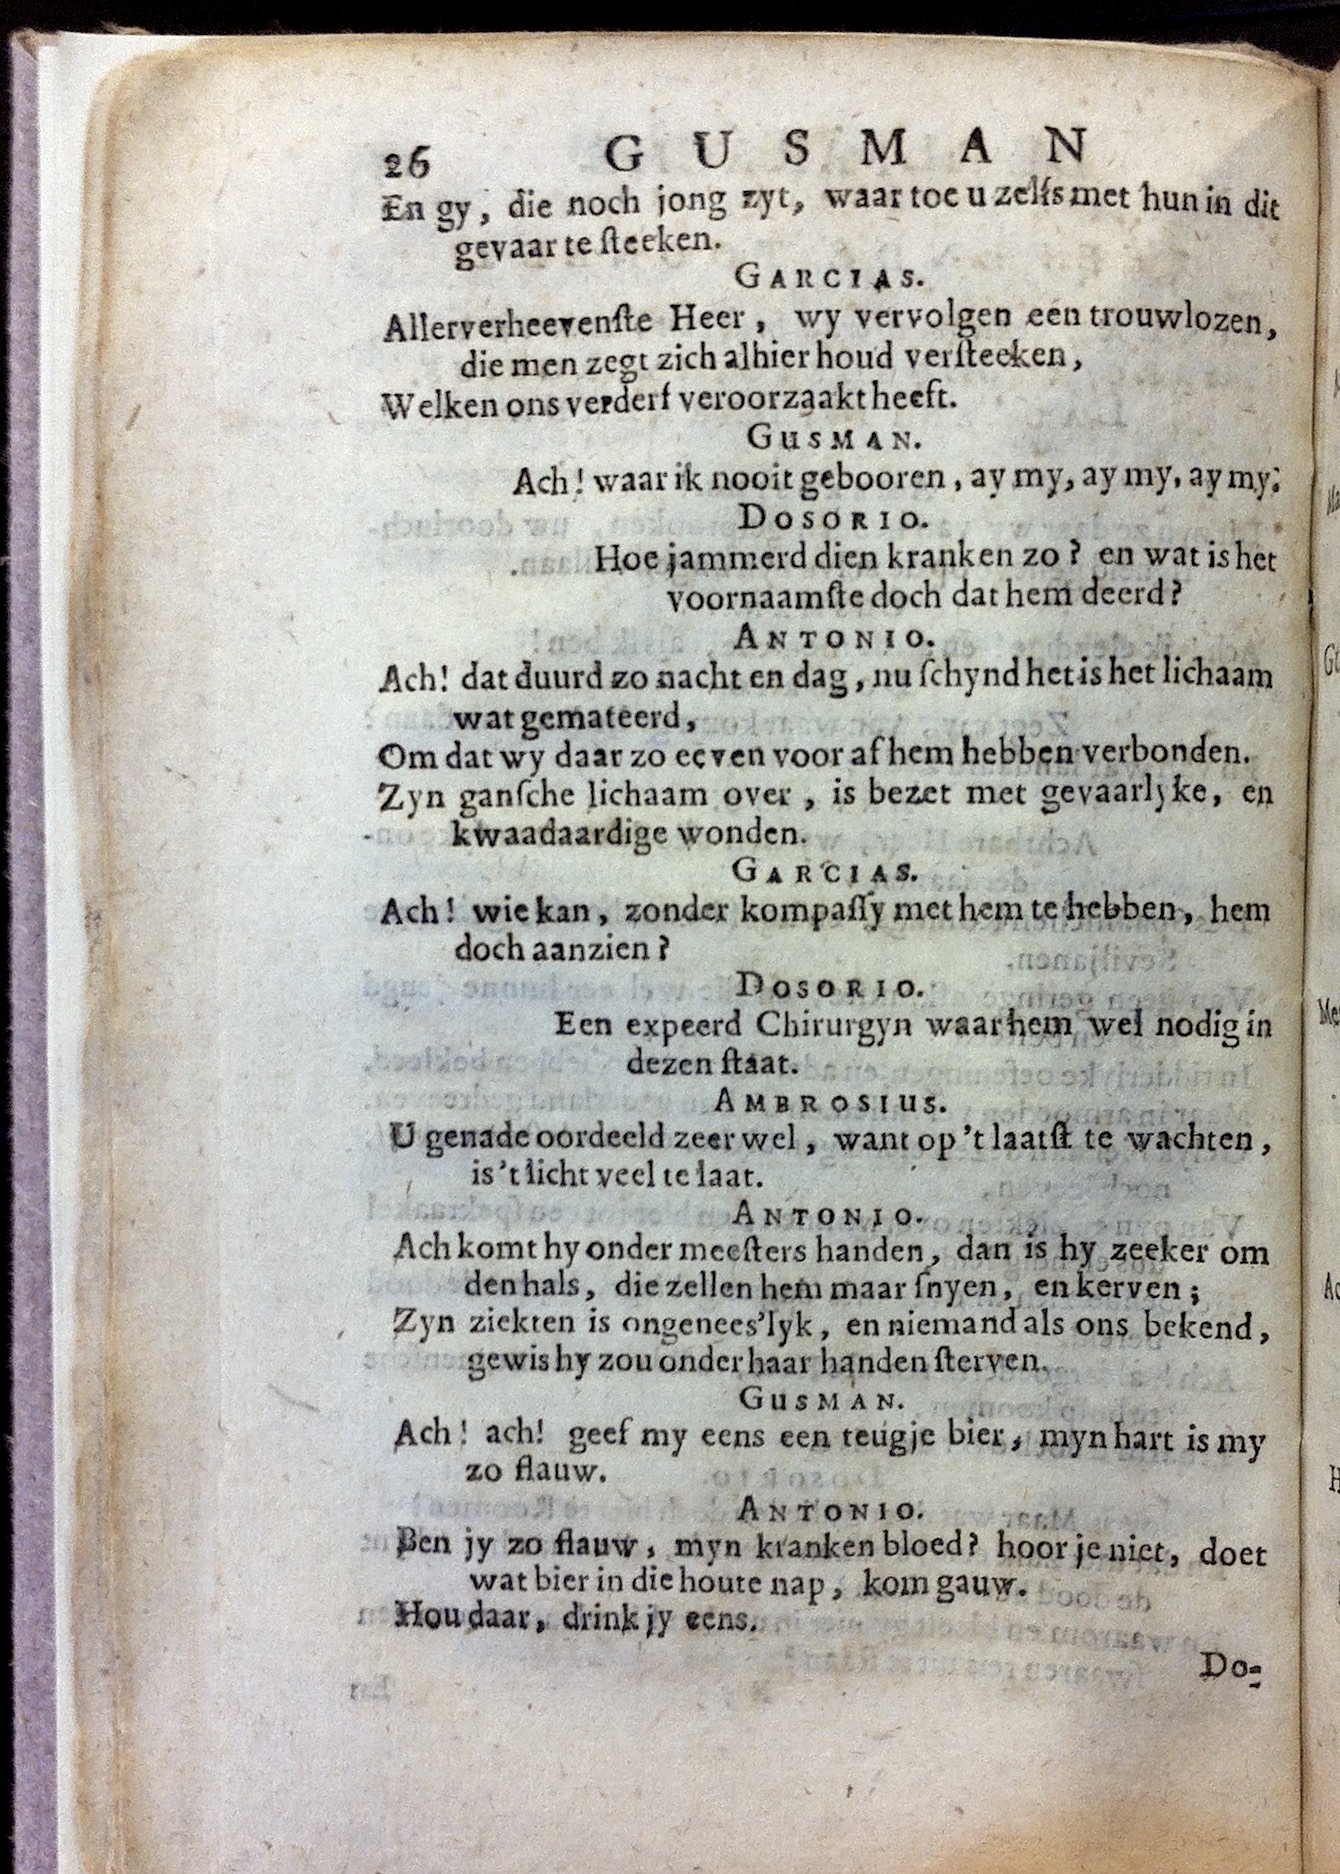 26 GUSMAN
En gy, die noch jong zyt, waar toe u zelfs met hun in dit
gevaar te ſteeken.
GARCIAS.
Allerverheevenſte Heer, wy vervolgen een trouwlozen,
die men zegt zich alhier houd verſteeken,
Welken ons verderf veroorzaakt heeft.
GUSMAN.
Ach! waar ik nooit gebooren, ay my, ay my, ay my;
DOSORIO.
Hoe jammerd dien kranken zo? en wat is het
voornaamſte doch dat hem deerd?
ANTONIO.
Ach! dat duurd zo nacht en dag, nu ſchynd het is het lichaam
wat gemateerd,
Om dat wy daar zo eeven voor af hem hebben verbonden.
Zyn ganſche lichaam over, is bezet met gevaarlyke, en
kwaadaardige wonden.
GARCIAS.
Ach! wie kan, zonder kompaſſy met hem te hebben, hem
doch aanzien?
DOSORIO.
Een expeerd Chirurgyn waar hem wel nodig in
dezen ſtaat.
AMBROSIUS.
U genade oordeeld zeer wel, want op 't laatſt te wachten,
is 't licht veel te laat.
ANTONIO.
Ach komt hy onder meeſters handen, dan is hy zeeker om
den hals, die zellen hem maar ſnyen, en kerven;
Zyn ziekten is ongenees'lyk, en niemand als ons bekend,
gewis hy zou onder haar handen ſterven.
GUSMAN.
Ach! ach! geef my eens een teugje bier, myn hart is my
zo flauw.
ANTONIO.
Ben jy zo flauw, myn kranken bloed? hoor je niet, doet
wat bier in die houte nap, kom gauw.
Hou daar, drink jy eens.
Do-